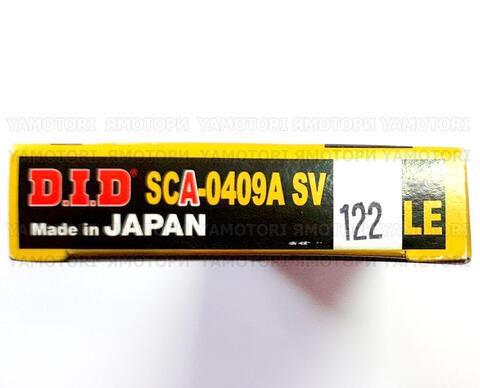 YAMOTORI ЯМОТОРИ YAMOTORI ЯМОТОРИ YAMOTORI
D.I.D SCA-0409A SV 122 LE
Made in JAPAN